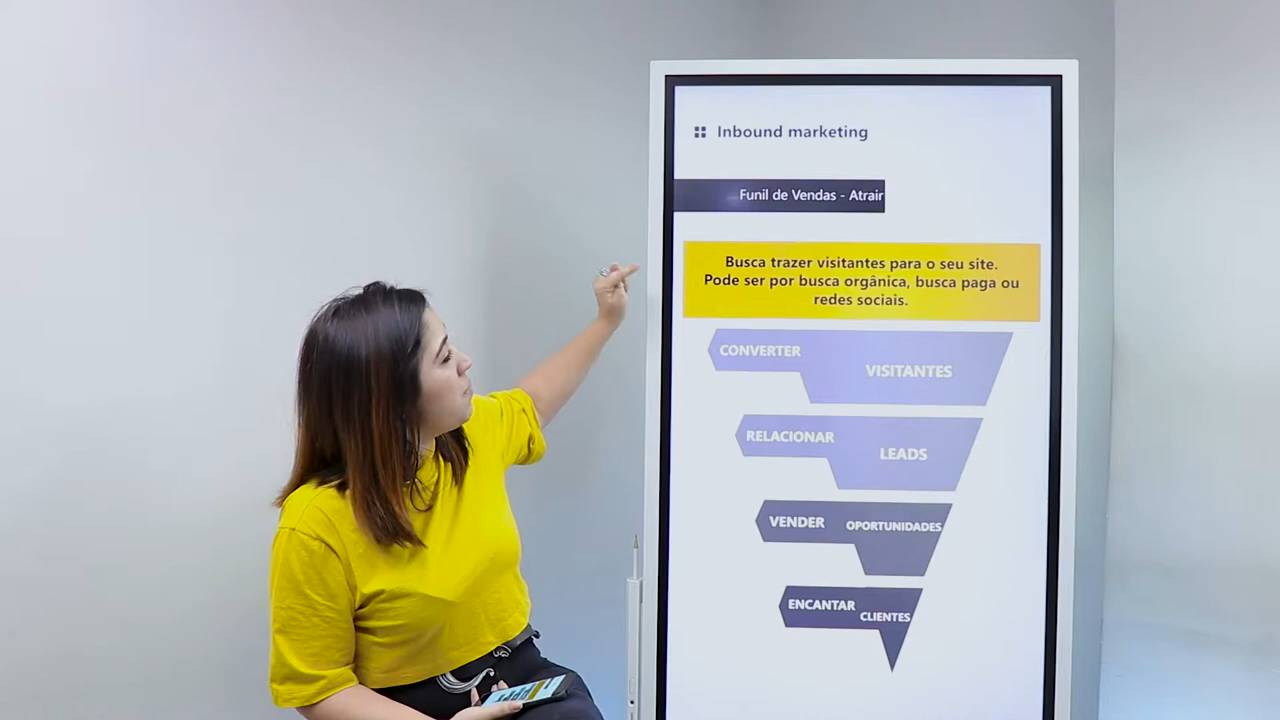 Inbound marketing
Funil de Vendas - Atrair
Busca trazer visitantes para o seu site.
Pode ser por busca orgânica, busca paga ou
redes sociais.
CONVERTER
VISITANTES
RELACIONAR
LEADS
VENDER
OPORTUNIDADES
ENCANTAR
CLIENTES